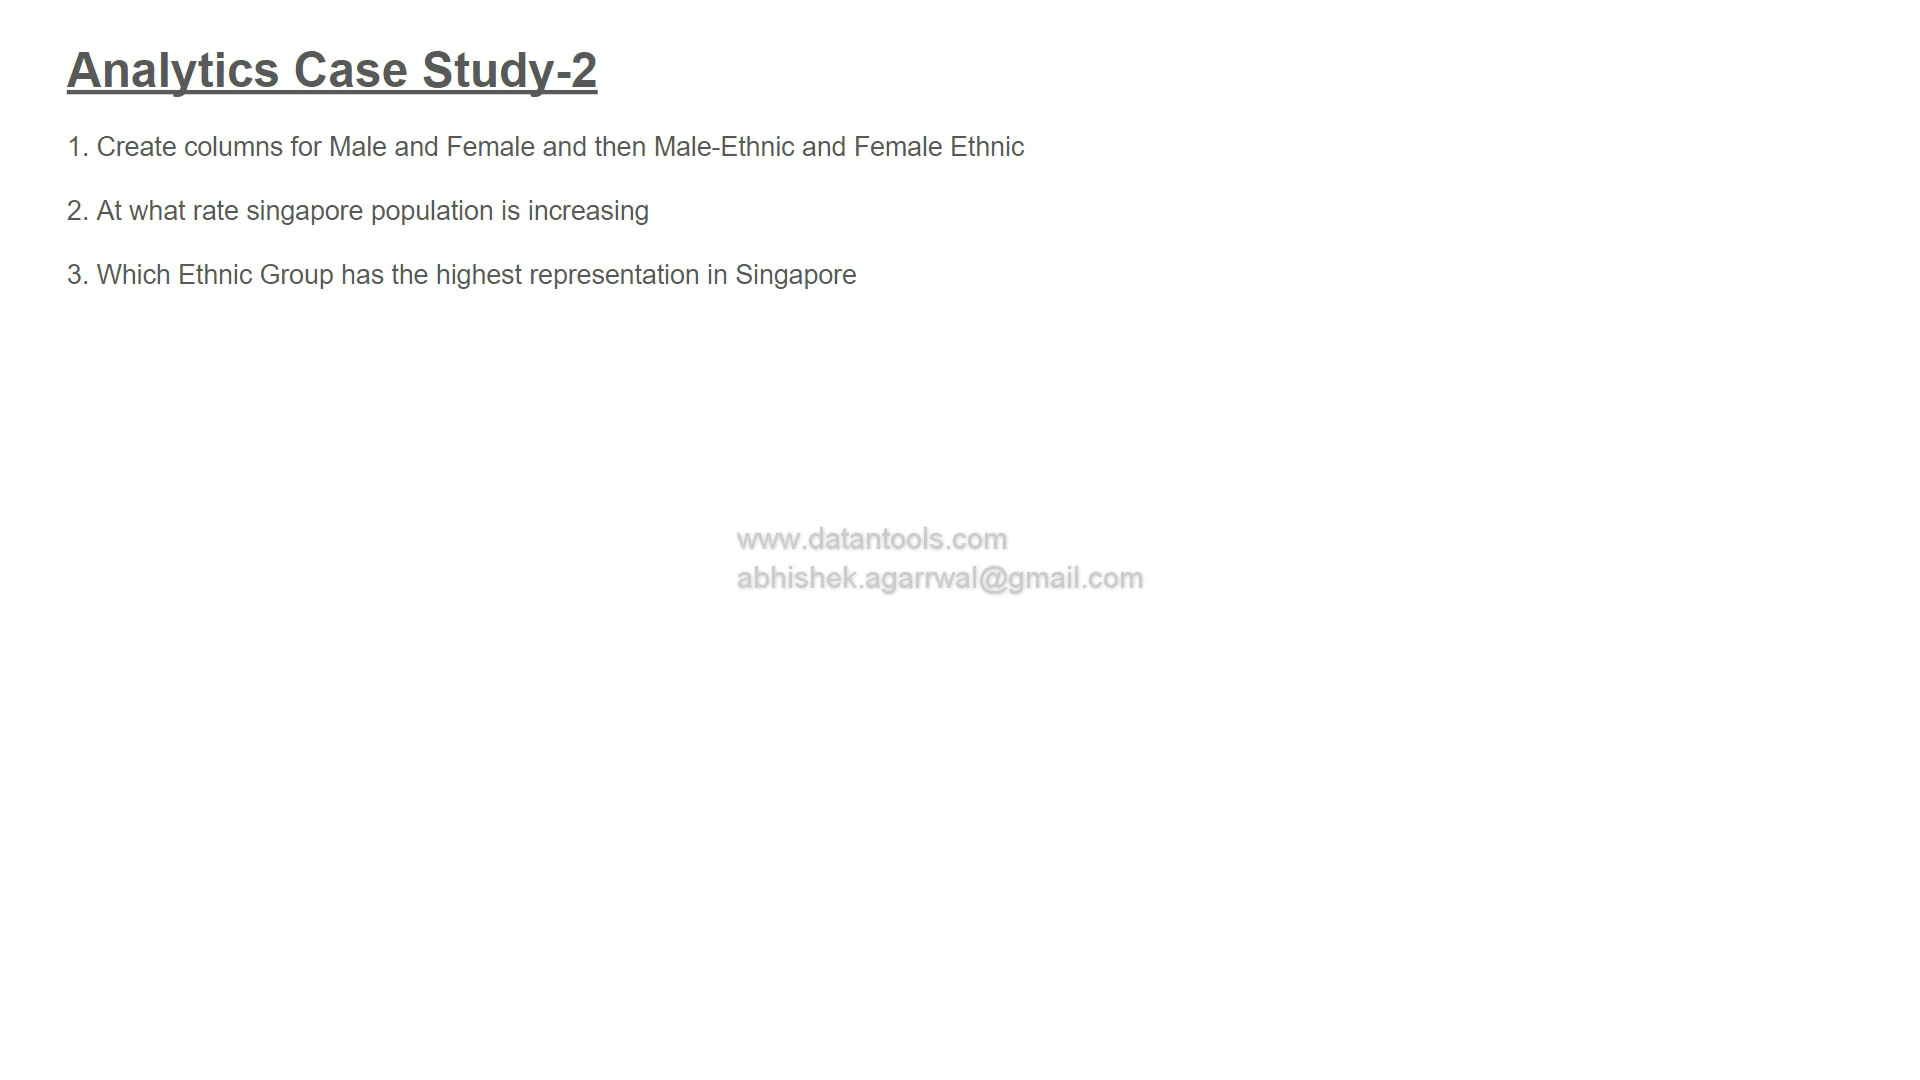 Analytics Case Study-2
1. Create columns for Male and Female and then Male-Ethnic and Female Ethnic
2. At what rate singapore population is increasing
3. Which Ethnic Group has the highest representation in Singapore
www.datantools.com
abhishek.agarrwal@gmail.com